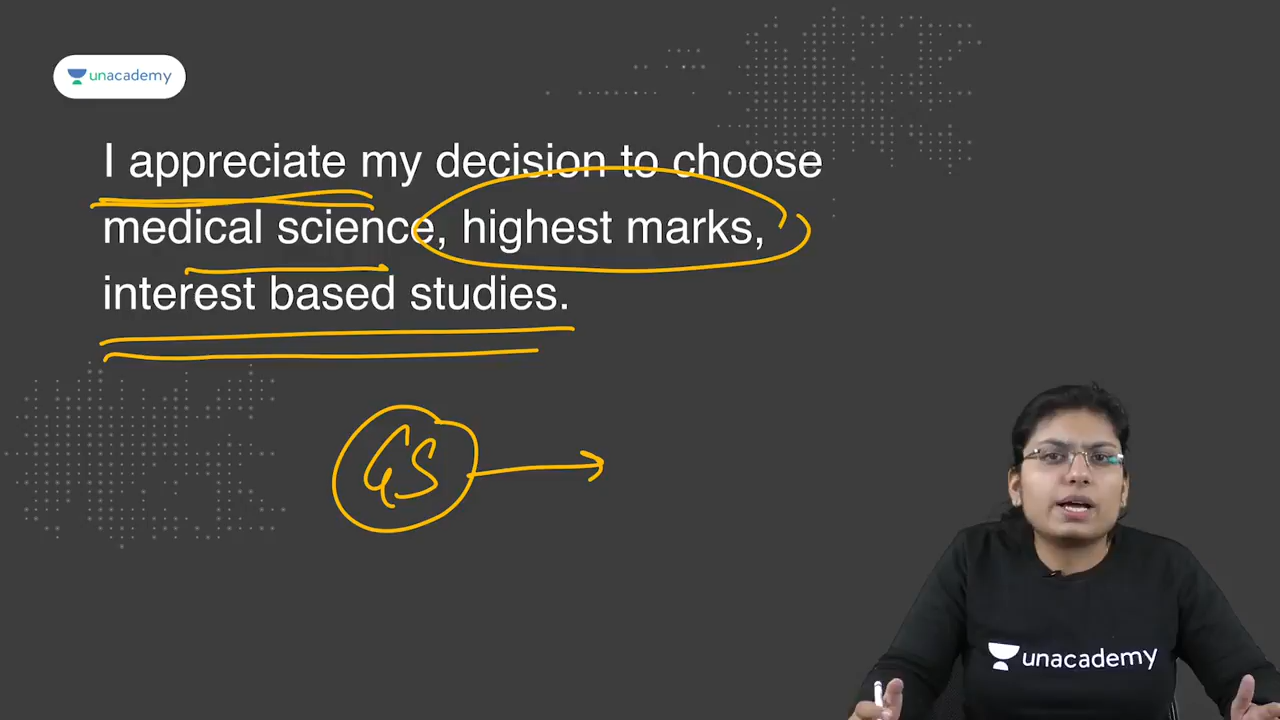 unacademy
I appreciate my decision to choose
medical science, highest marks,
interest based studies.
GS
unacademy